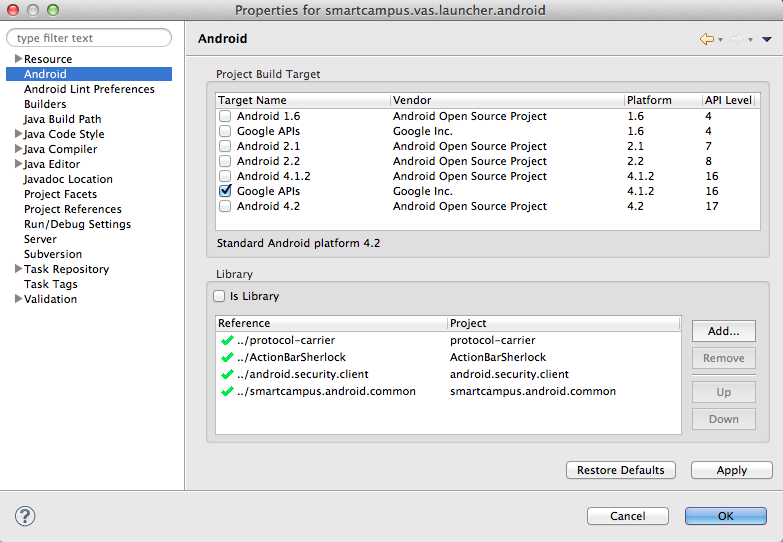 Properties for smartcampus.vas.launcher.android
type filter text
Resource
Android
Android Lint Preferences
Builders
Java Build Path
Java Code Style
Java Compiler
Java Editor
Javadoc Location
Project Facets
Project References
Run/Debug Settings
Server
Subversion
Task Repository
Task Tags
Validation
Android
Project Build Target
Target Name Vendor Platform API Level
Android 1.6 Android Open Source Project 1.6 4
Google APIs Google Inc. 1.6 4
Android 2.1 Android Open Source Project 2.1 7
Android 2.2 Android Open Source Project 2.2 8
Android 4.1.2 Android Open Source Project 4.1.2 16
Google APIs Google Inc. 4.1.2 16
Android 4.2 Android Open Source Project 4.2 17
Standard Android platform 4.2
Library
Is Library
Reference Project
../protocol-carrier protocol-carrier
../ActionBarSherlock ActionBarSherlock
../android.security.client android.security.client
../smartcampus.android.common smartcampus.android.common
Add...
Remove
Up
Down
Restore Defaults Apply
? Cancel OK